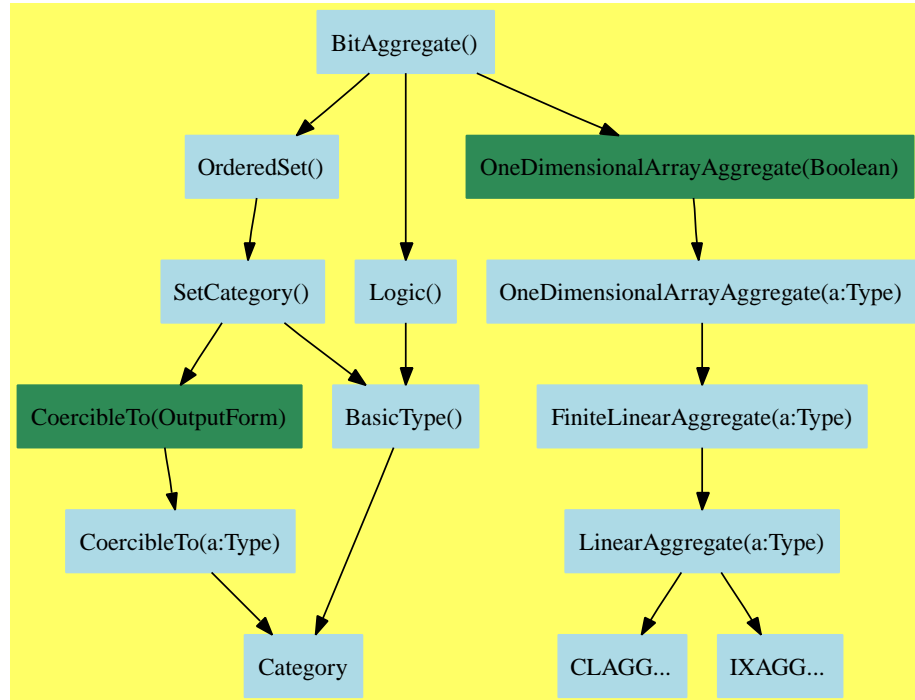 BitAggregate()
OrderedSet()
OneDimensionalArrayAggregate(Boolean)
SetCategory()
Logic()
OneDimensionalArrayAggregate(a:Type)
CoercibleTo(OutputForm)
BasicType()
FiniteLinearAggregate(a:Type)
CoercibleTo(a:Type)
LinearAggregate(a:Type)
Category
CLAGG...
IXAGG...